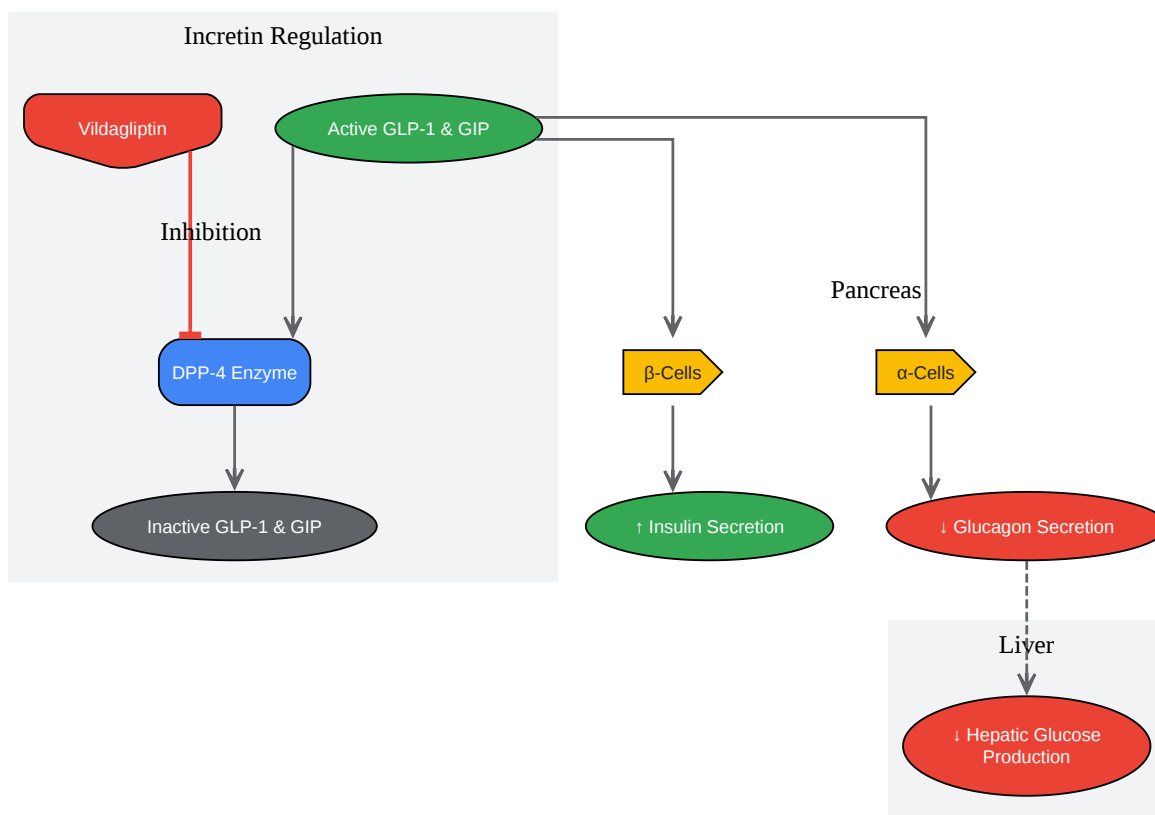 Incretin Regulation
Vildagliptin
Active GLP-1 & GIP
Inhibition
Pancreas
DPP-4 Enzyme
β-Cells
α-Cells
Inactive GLP-1 & GIP
↑ Insulin Secretion
↓ Glucagon Secretion
Liver
↓ Hepatic Glucose
Production